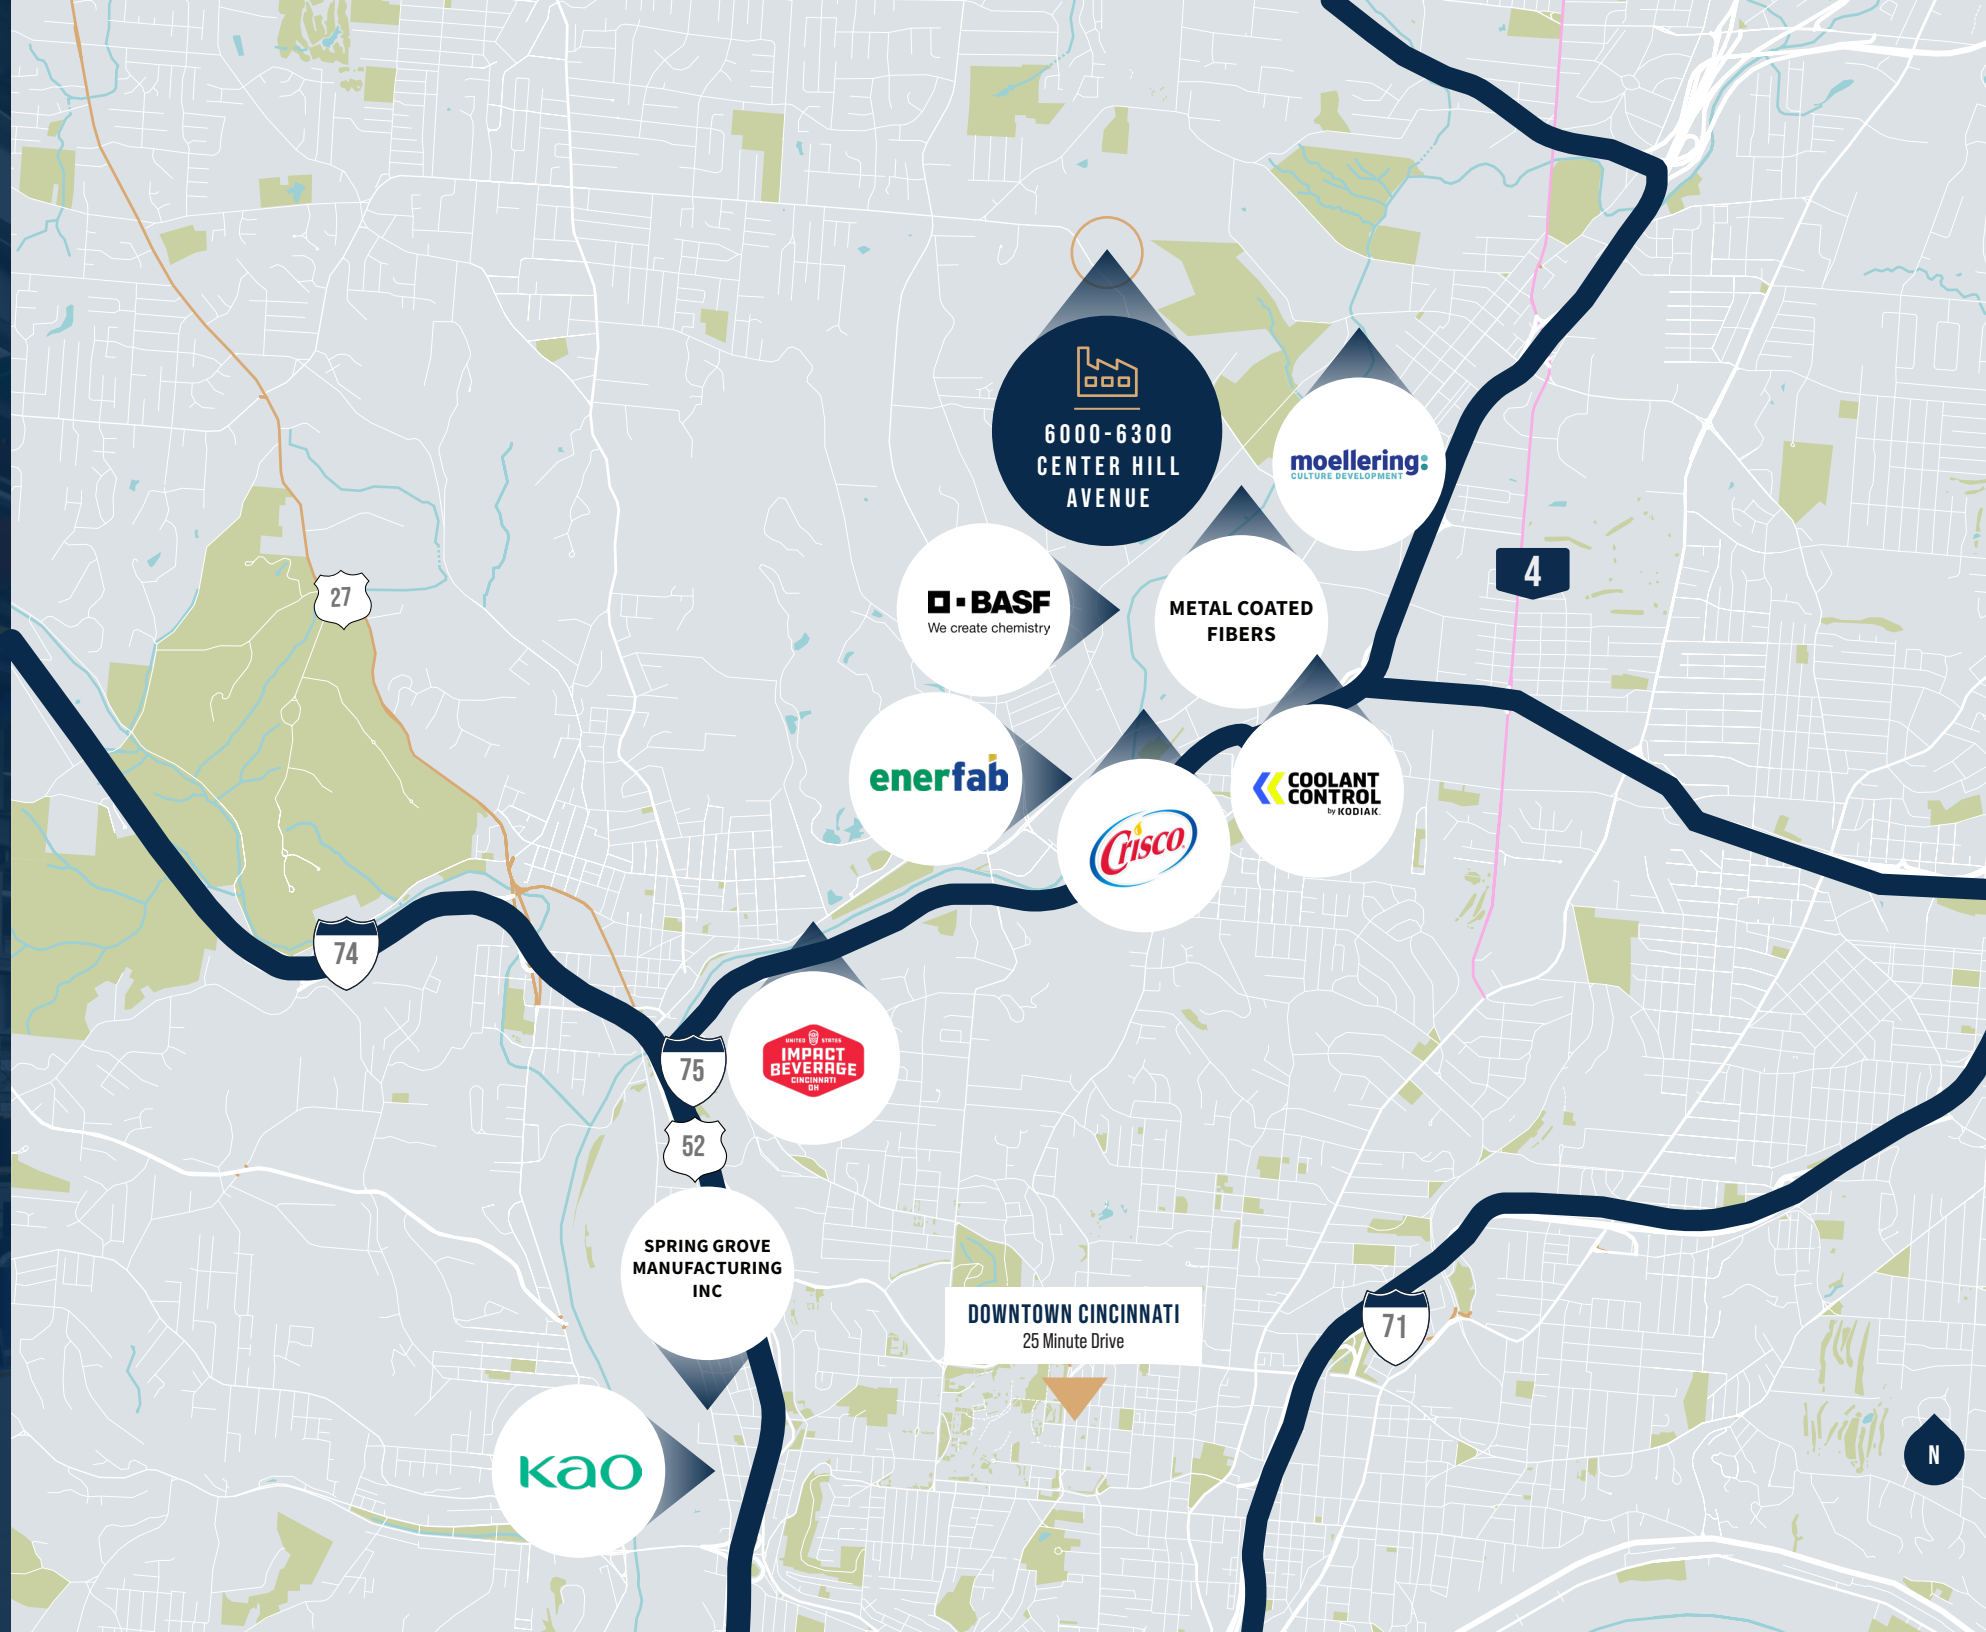 6000-6300
CENTER HILL
AVENUE
moellering:
CULTURE DEVELOPMENT
BASF
We create chemistry
METAL COATED
FIBERS
4
27
enerfab
COOLANT
CONTROL
by KODIAK
Crisco
74
75
UNITED STATES
IMPACT
BEVERAGE
CINCINNATI
OH
52
SPRING GROVE
MANUFACTURING
INC
DOWNTOWN CINCINNATI
25 Minute Drive
71
Kao
N